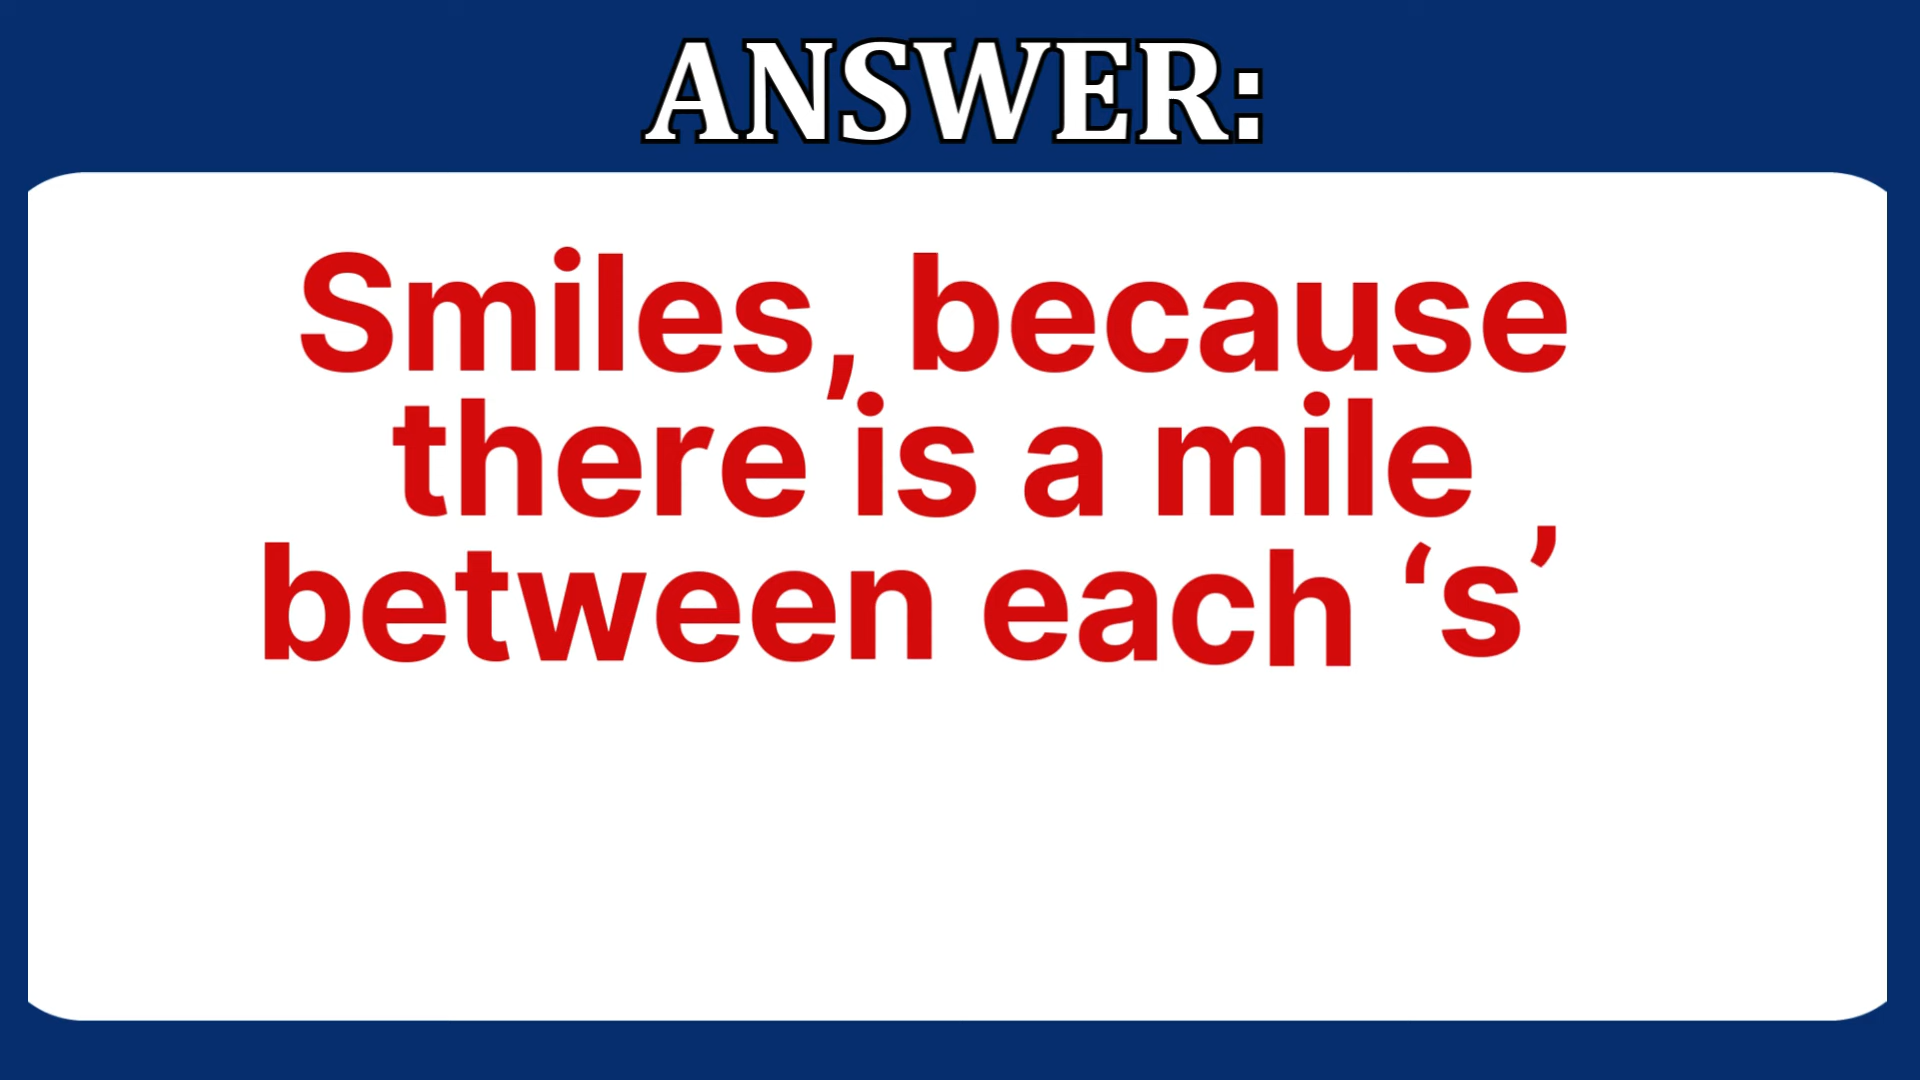 ANSWER:
Smiles, because
there is a mile
between each ‘s’